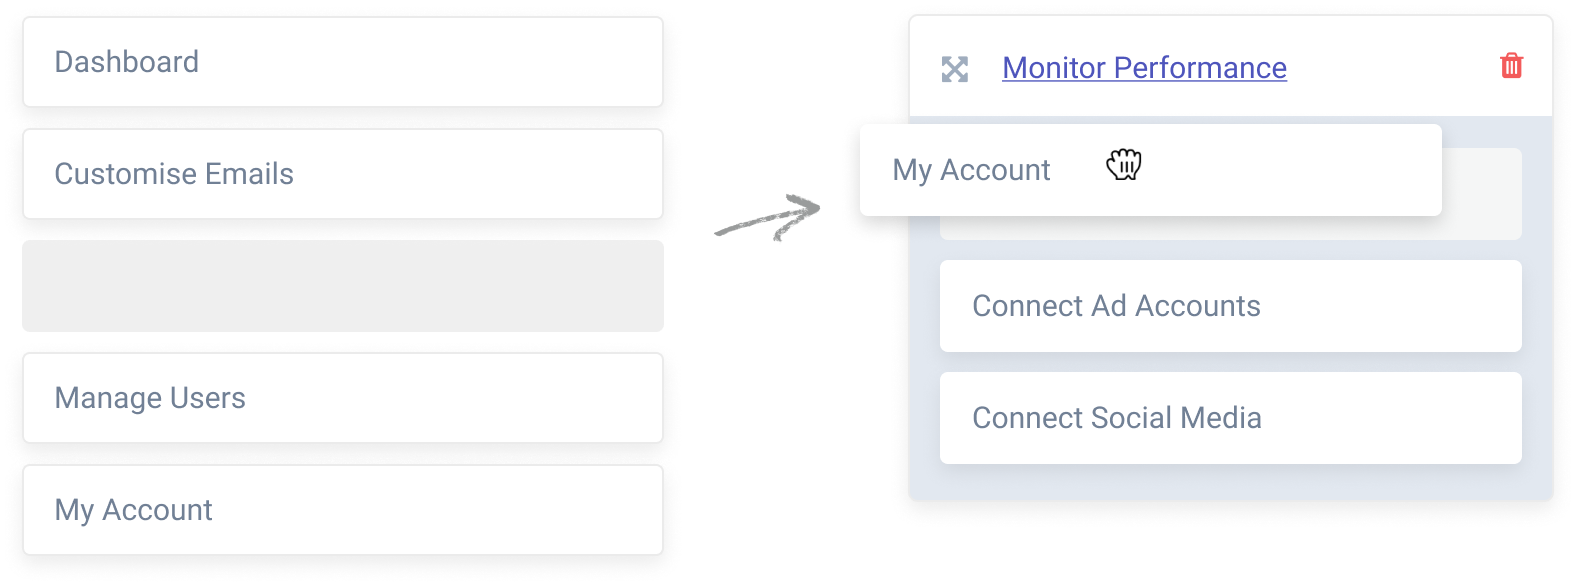 Dashboard
Customise Emails
Manage Users
My Account
Monitor Performance
My Account
Connect Ad Accounts
Connect Social Media